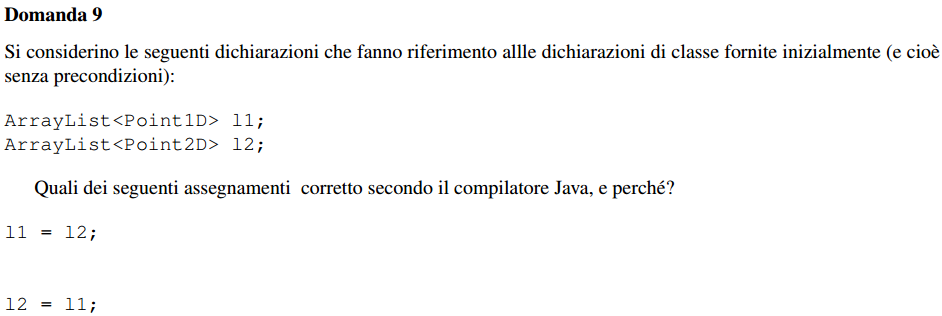 Domanda 9
Si considerino le seguenti dichiarazioni che fanno riferimento allle dichiarazioni di classe fornite inizialmente (e cioè
senza precondizioni):
ArrayList<Point1D> l1;
ArrayList<Point2D> l2;
Quali dei seguenti assegnamenti corretto secondo il compilatore Java, e perché?
l1 = l2;
l2 = l1;